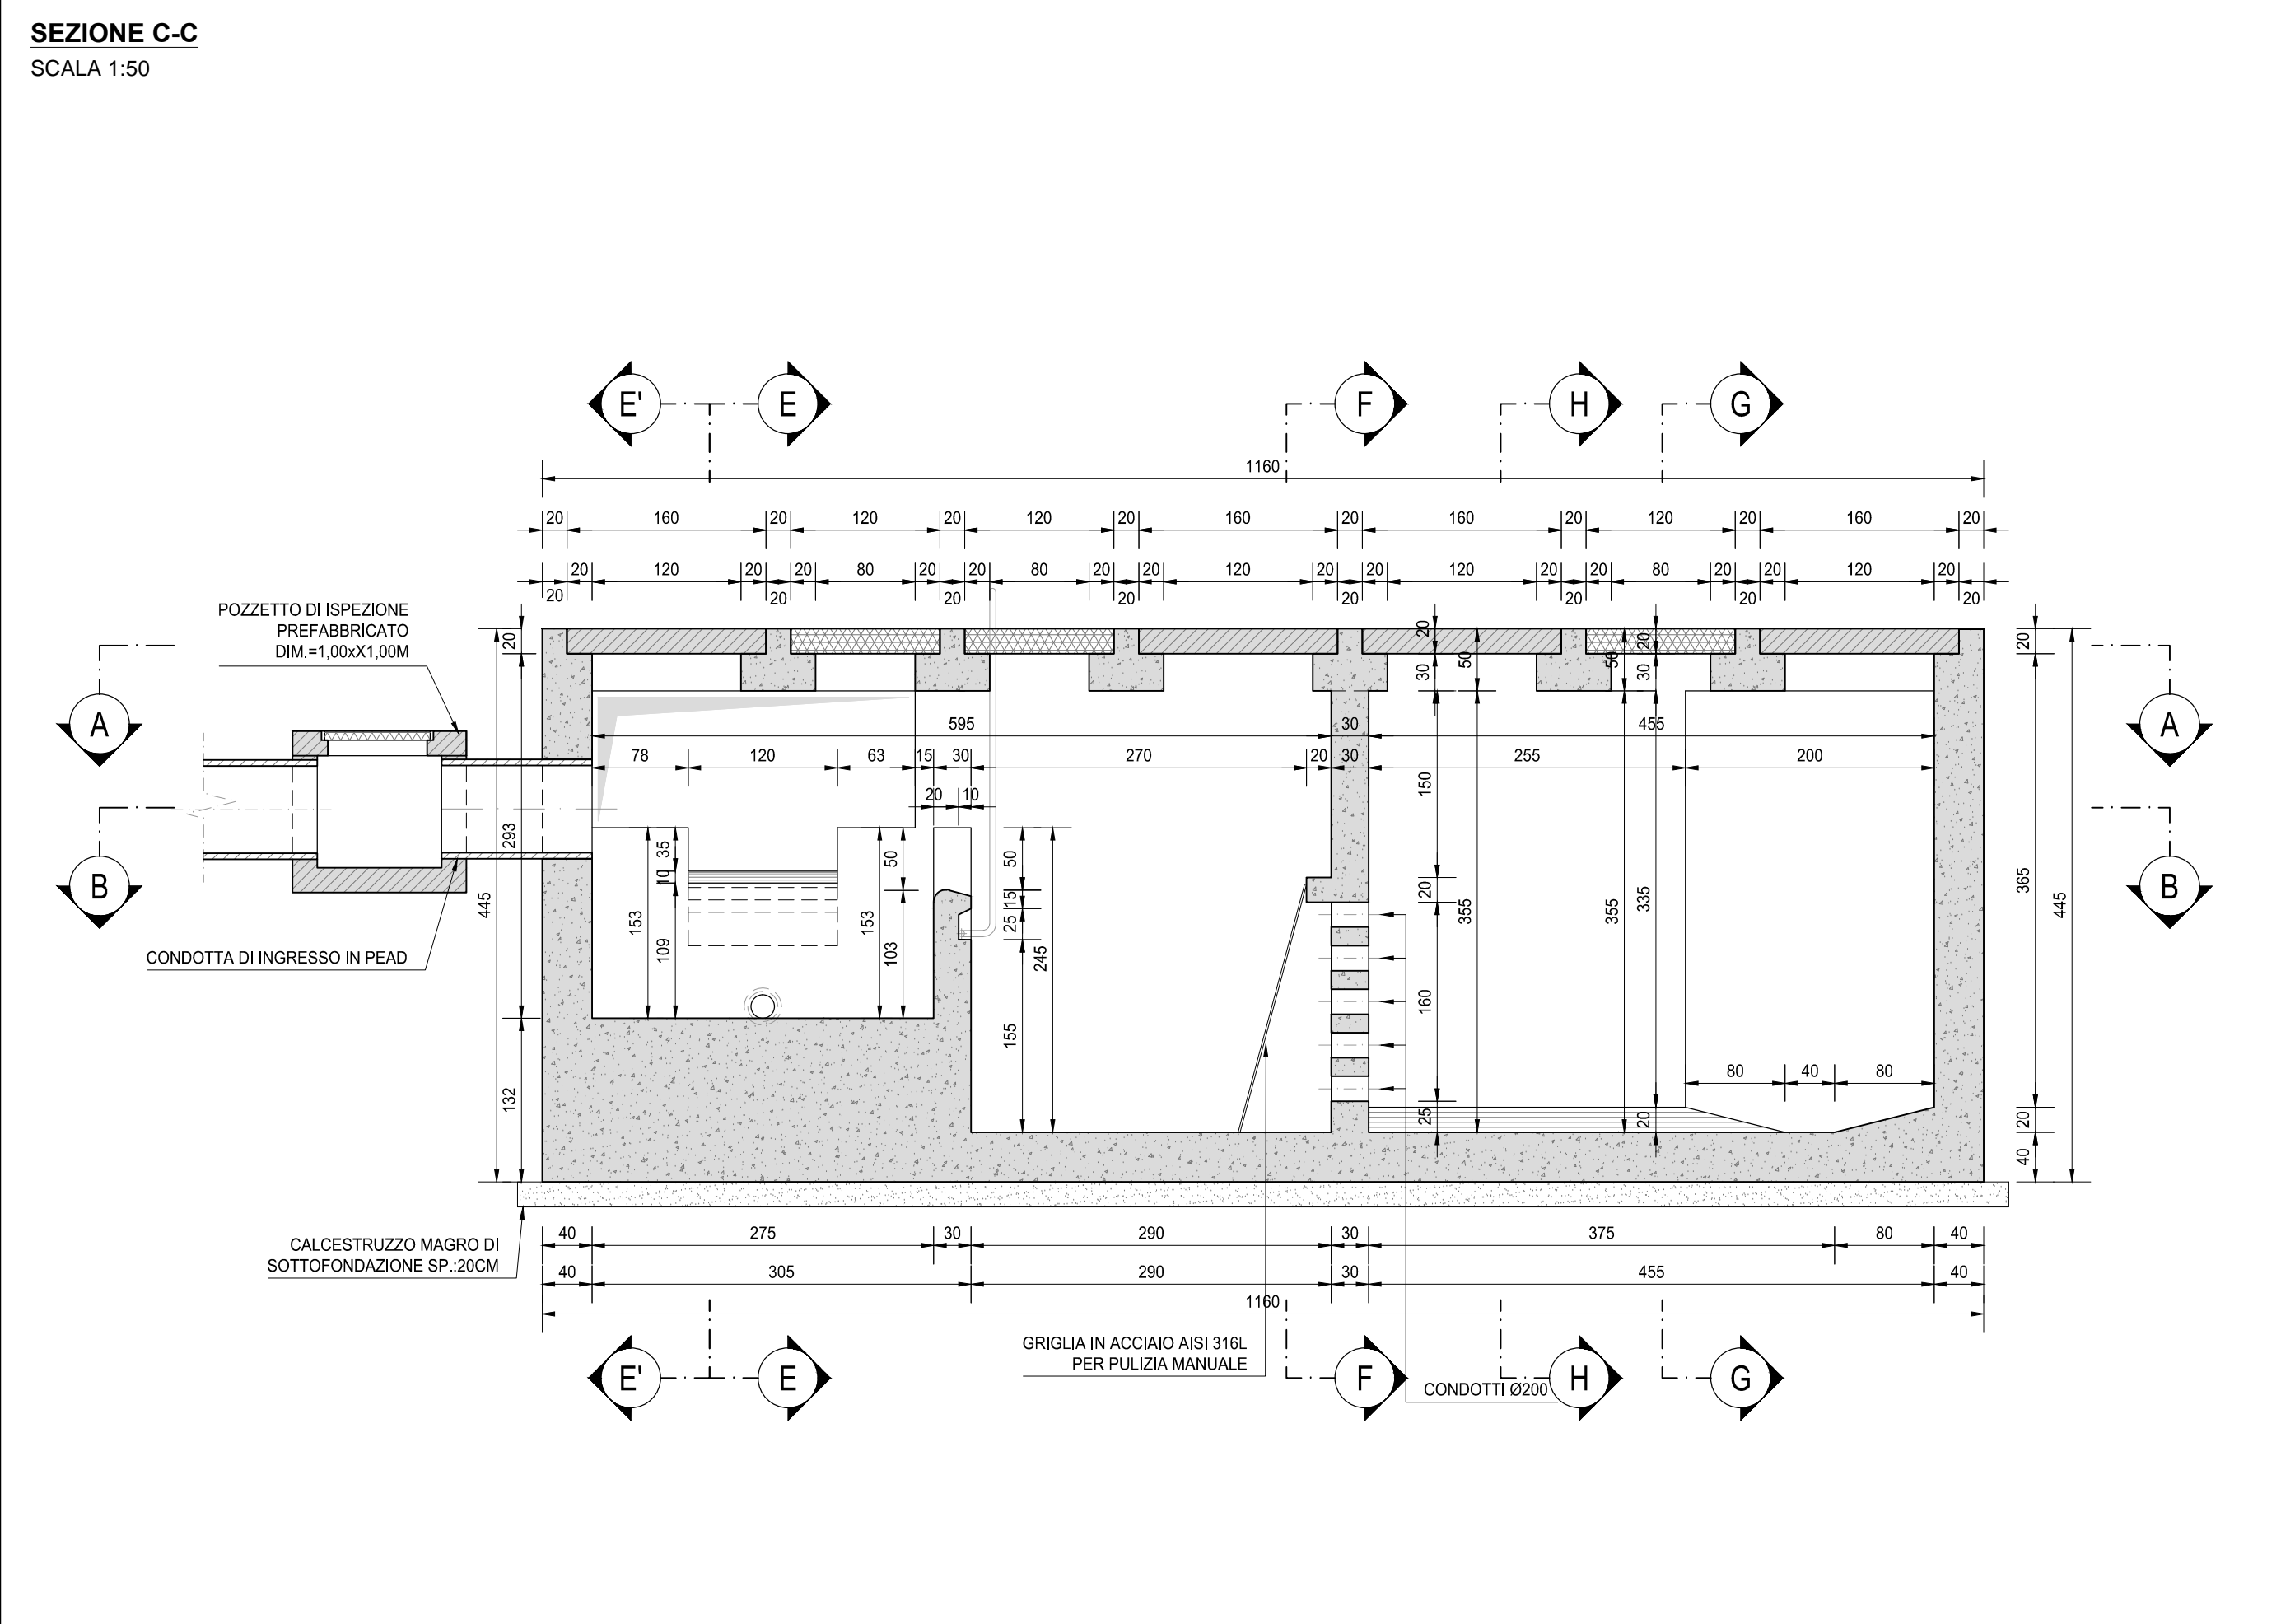 SEZIONE C-C
SCALA 1:50
E' E F H G
1160
20 160 20 120 20 120 20 160 20 160 20 120 20 160 20
20 120 20 20 80 20 20 80 20 20 120 20 20 120 20 20 80 20 20 120 20
20 20 20 20 20 20 20 20
POZZETTO DI ISPEZIONE
PREFABBRICATO
DIM.=1,00xX1,00M
20 20 20 20
30 50 50 30
A A
595 30 455
78 120 63 15 30 270 20 30 255 200
20 10
150
293
35 50 50
10
445 153 109 153 103 15 25 245 155
20 355 355 335 365 445
B B
CONDOTTA DI INGRESSO IN PEAD
160
80 40 80
132
25 20 20
40
CALCESTRUZZO MAGRO DI
SOTTOFONDAZIONE SP.:20CM
40 275 30 290 30 375 80 40
40 305 290 30 455 40
1160
GRIGLIA IN ACCIAIO AISI 316L
PER PULIZIA MANUALE
CONDOTTI Ø200
E' E F H G